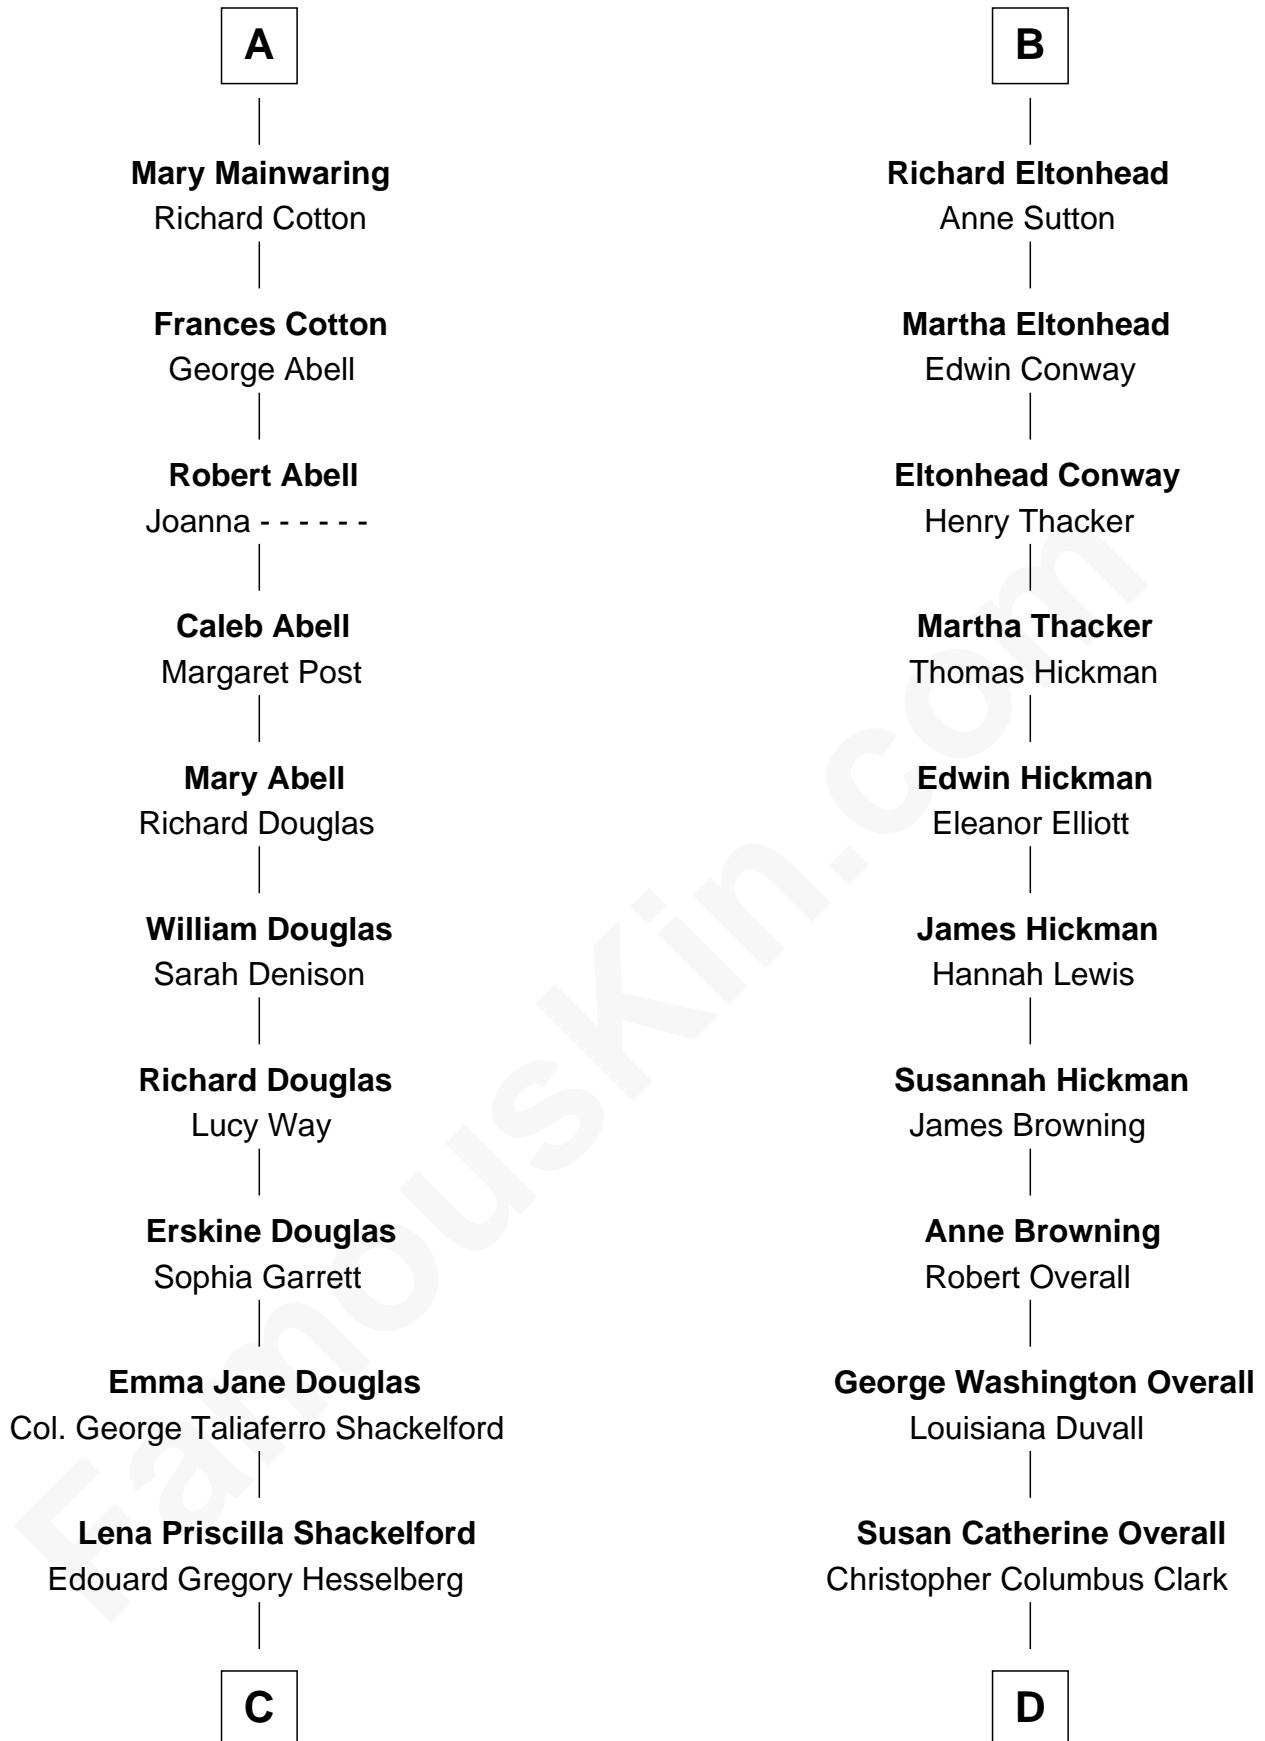 A
Mary Mainwaring
Richard Cotton
Frances Cotton
George Abell
Robert Abell
Joanna - - - - - -
Caleb Abell
Margaret Post
Mary Abell
Richard Douglas
William Douglas
Sarah Denison
Richard Douglas
Lucy Way
Erskine Douglas
Sophia Garrett
Emma Jane Douglas
Col. George Taliaferro Shackelford
Lena Priscilla Shackelford
Edouard Gregory Hesselberg
C
B
Richard Eltonhead
Anne Sutton
Martha Eltonhead
Edwin Conway
Eltonhead Conway
Henry Thacker
Martha Thacker
Thomas Hickman
Edwin Hickman
Eleanor Elliott
James Hickman
Hannah Lewis
Susannah Hickman
James Browning
Anne Browning
Robert Overall
George Washington Overall
Louisiana Duvall
Susan Catherine Overall
Christopher Columbus Clark
D
FamousKin.com